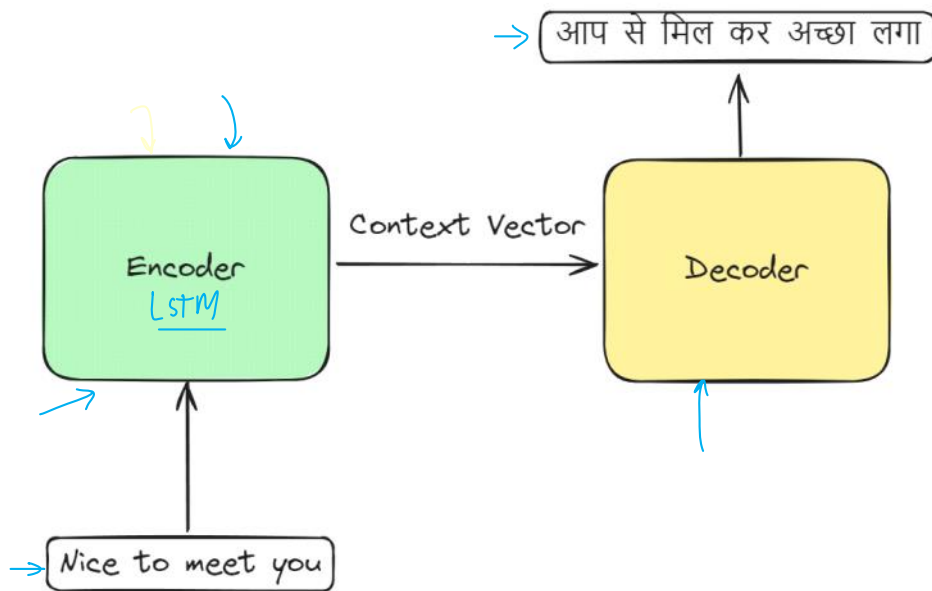 आप से मिल कर अच्छा लगा
Context Vector
Encoder
LSTM
Decoder
Nice to meet you